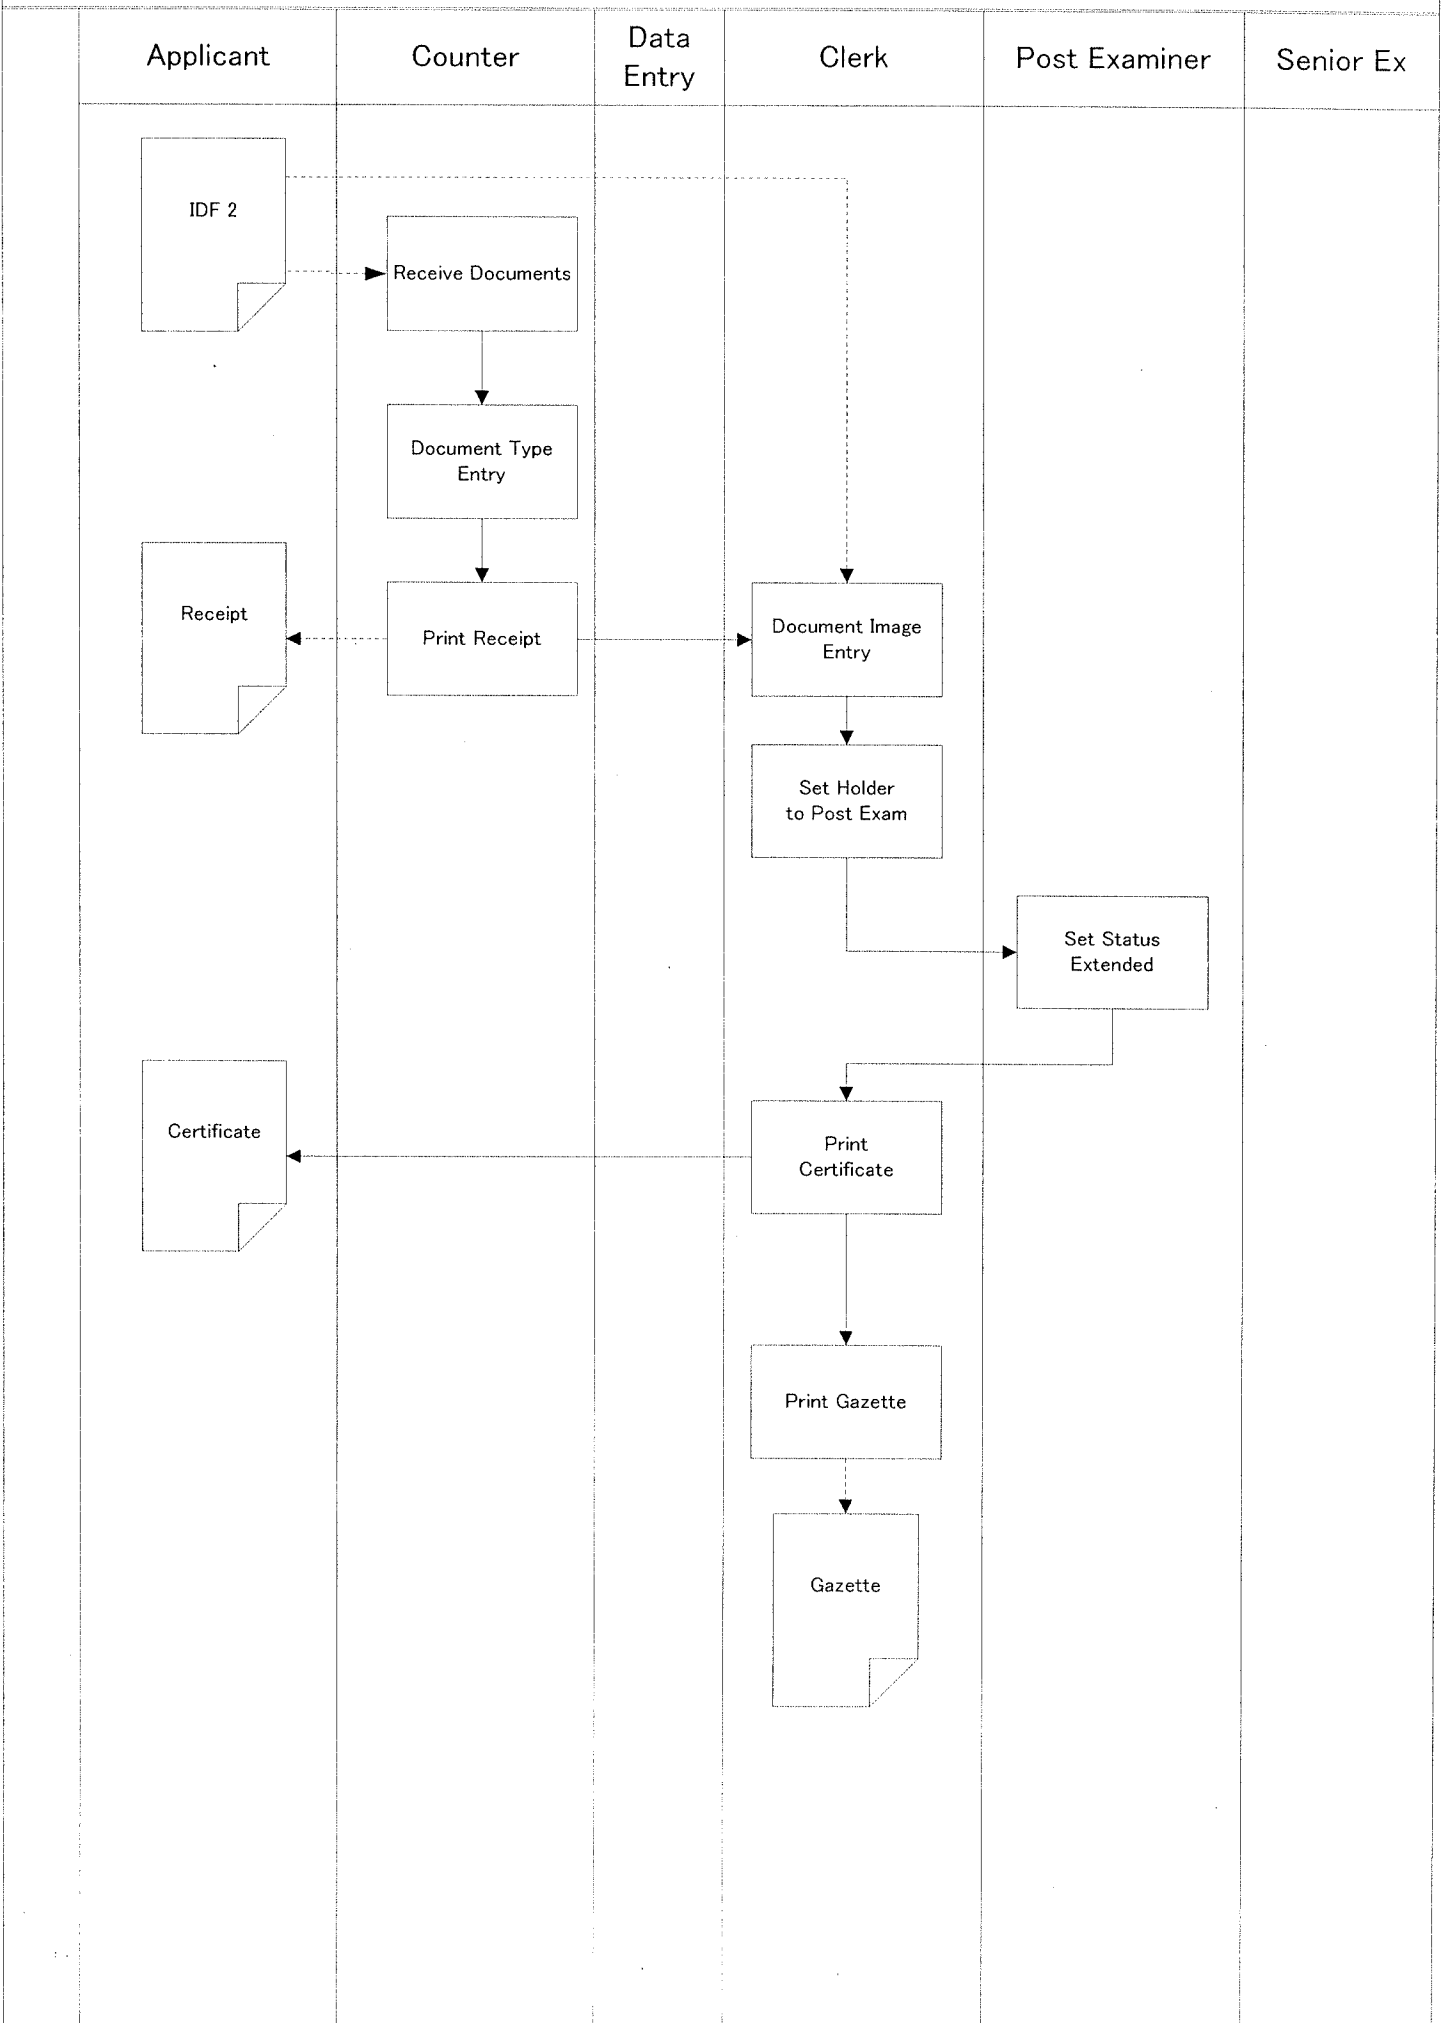 Applicant
Counter
Data
Entry
Clerk
Post Examiner
Senior Ex
IDF 2
Receive Documents
Document Type
Entry
Receipt
Print Receipt
Document Image
Entry
Set Holder
to Post Exam
Set Status
Extended
Certificate
Print
Certificate
Print Gazette
Gazette